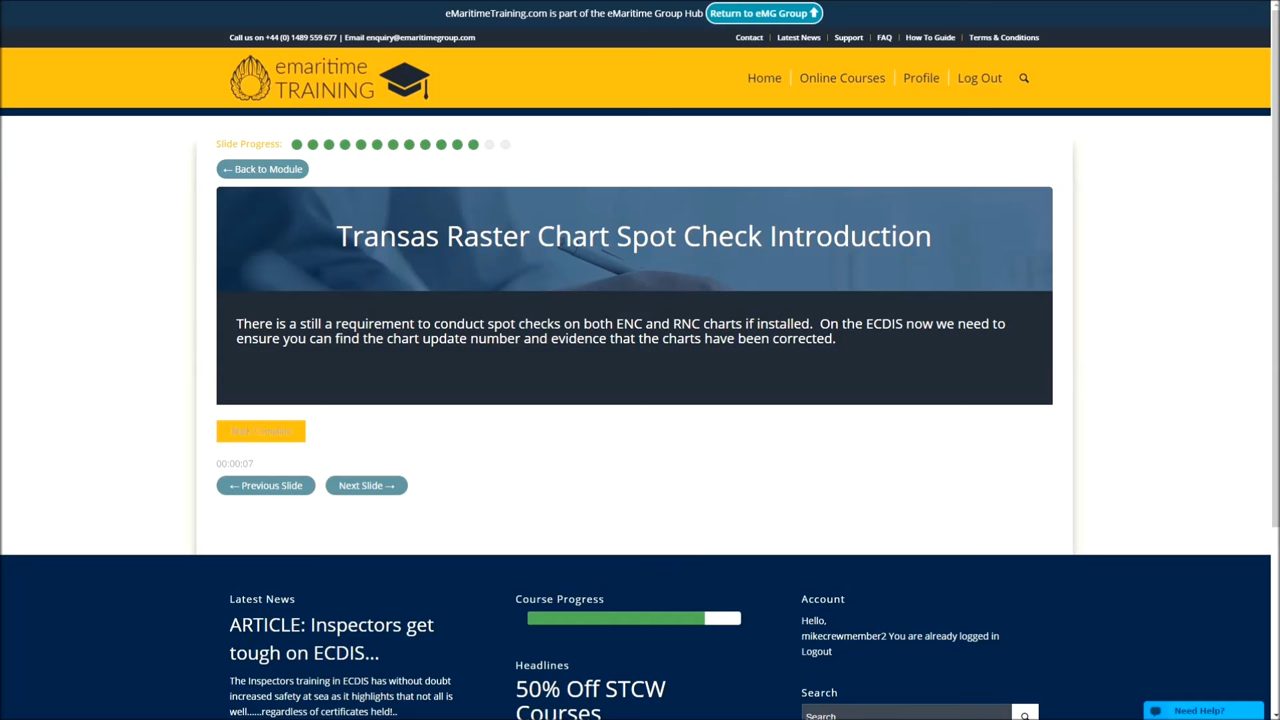 eMaritimeTraining.com is part of the eMaritime Group Hub Return to eMG Group
Call us on +44 (0) 1489 559 677 | Email enquiry@emaritimegroup.com
Contact | Latest News | Support | FAQ | How To Guide | Terms & Conditions
emaritime
TRAINING
Home Online Courses Profile Log Out
Slide Progress:
← Back to Module
Transas Raster Chart Spot Check Introduction
There is a still a requirement to conduct spot checks on both ENC and RNC charts if installed. On the ECDIS now we need to
ensure you can find the chart update number and evidence that the charts have been corrected.
00:00:07
← Previous Slide Next Slide →
Latest News
ARTICLE: Inspectors get
tough on ECDIS...
The Inspectors training in ECDIS has without doubt
increased safety at sea as it highlights that not all is
well......regardless of certificates held!..
Course Progress
Headlines
50% Off STCW
Courses
Account
Hello,
mikecrewmember2 You are already logged in
Logout
Search
Search
Need Help?